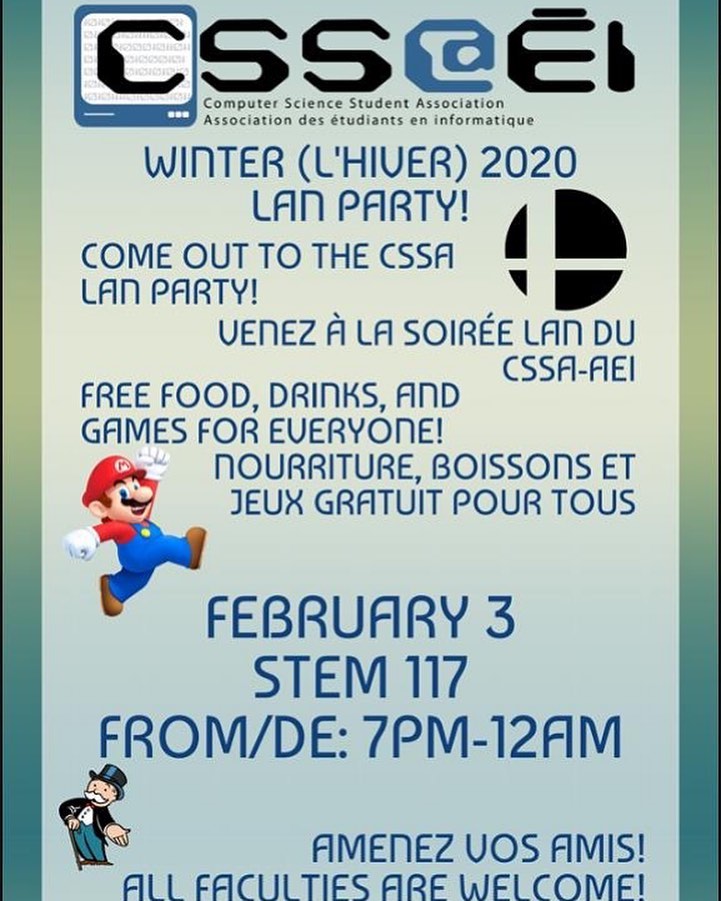 CSS@ÉI
Computer Science Student Association
Association des étudiants en informatique
WINTER (L'HIVER) 2020
LAN PARTY!
COME OUT TO THE CSSA
LAN PARTY!
VENEZ À LA SOIRÉE LAN DU
CSSA-AEI
FREE FOOD, DRINKS, AND
GAMES FOR EVERYONE!
NOURRITURE, BOISSONS ET
JEUX GRATUIT POUR TOUS
FEBRUARY 3
STEM 117
FROM/DE: 7PM-12AM
AMENEZ VOS AMIS!
ALL FACULTIES ARE WELCOME!